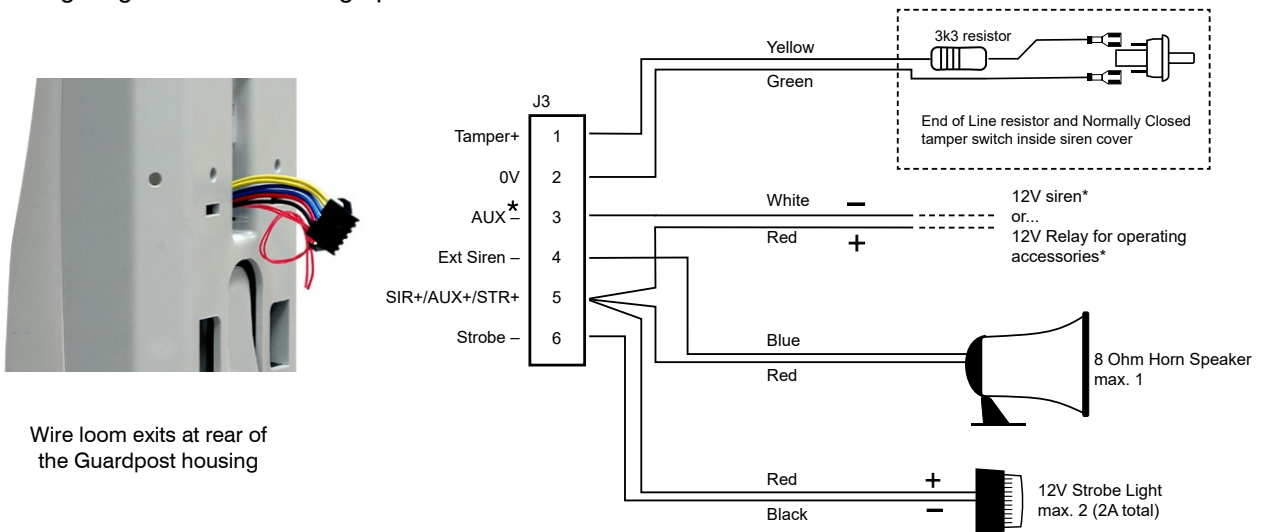 Yellow
Green
3k3 resistor
End of Line resistor and Normally Closed
tamper switch inside siren cover
J3
Tamper+ 1
0V 2
AUX *– 3
Ext Siren – 4
SIR+/AUX+/STR+ 5
Strobe – 6
White –
Red +
12V siren*
or...
12V Relay for operating
accessories*
Blue
Red
8 Ohm Horn Speaker
max. 1
Red +
Black –
12V Strobe Light
max. 2 (2A total)
Wire loom exits at rear of
the Guardpost housing